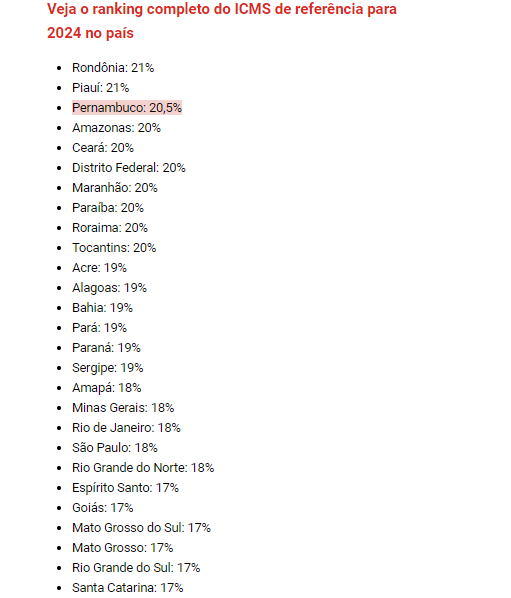 Veja o ranking completo do ICMS de referência para
2024 no país
Rondônia: 21%
Piauí: 21%
Pernambuco: 20,5%
Amazonas: 20%
Ceará: 20%
Distrito Federal: 20%
Maranhão: 20%
Paraíba: 20%
Roraima: 20%
Tocantins: 20%
Acre: 19%
Alagoas: 19%
Bahia: 19%
Pará: 19%
Paraná: 19%
Sergipe: 19%
Amapá: 18%
Minas Gerais: 18%
Rio de Janeiro: 18%
São Paulo: 18%
Rio Grande do Norte: 18%
Espírito Santo: 17%
Goiás: 17%
Mato Grosso do Sul: 17%
Mato Grosso: 17%
Rio Grande do Sul: 17%
Santa Catarina: 17%